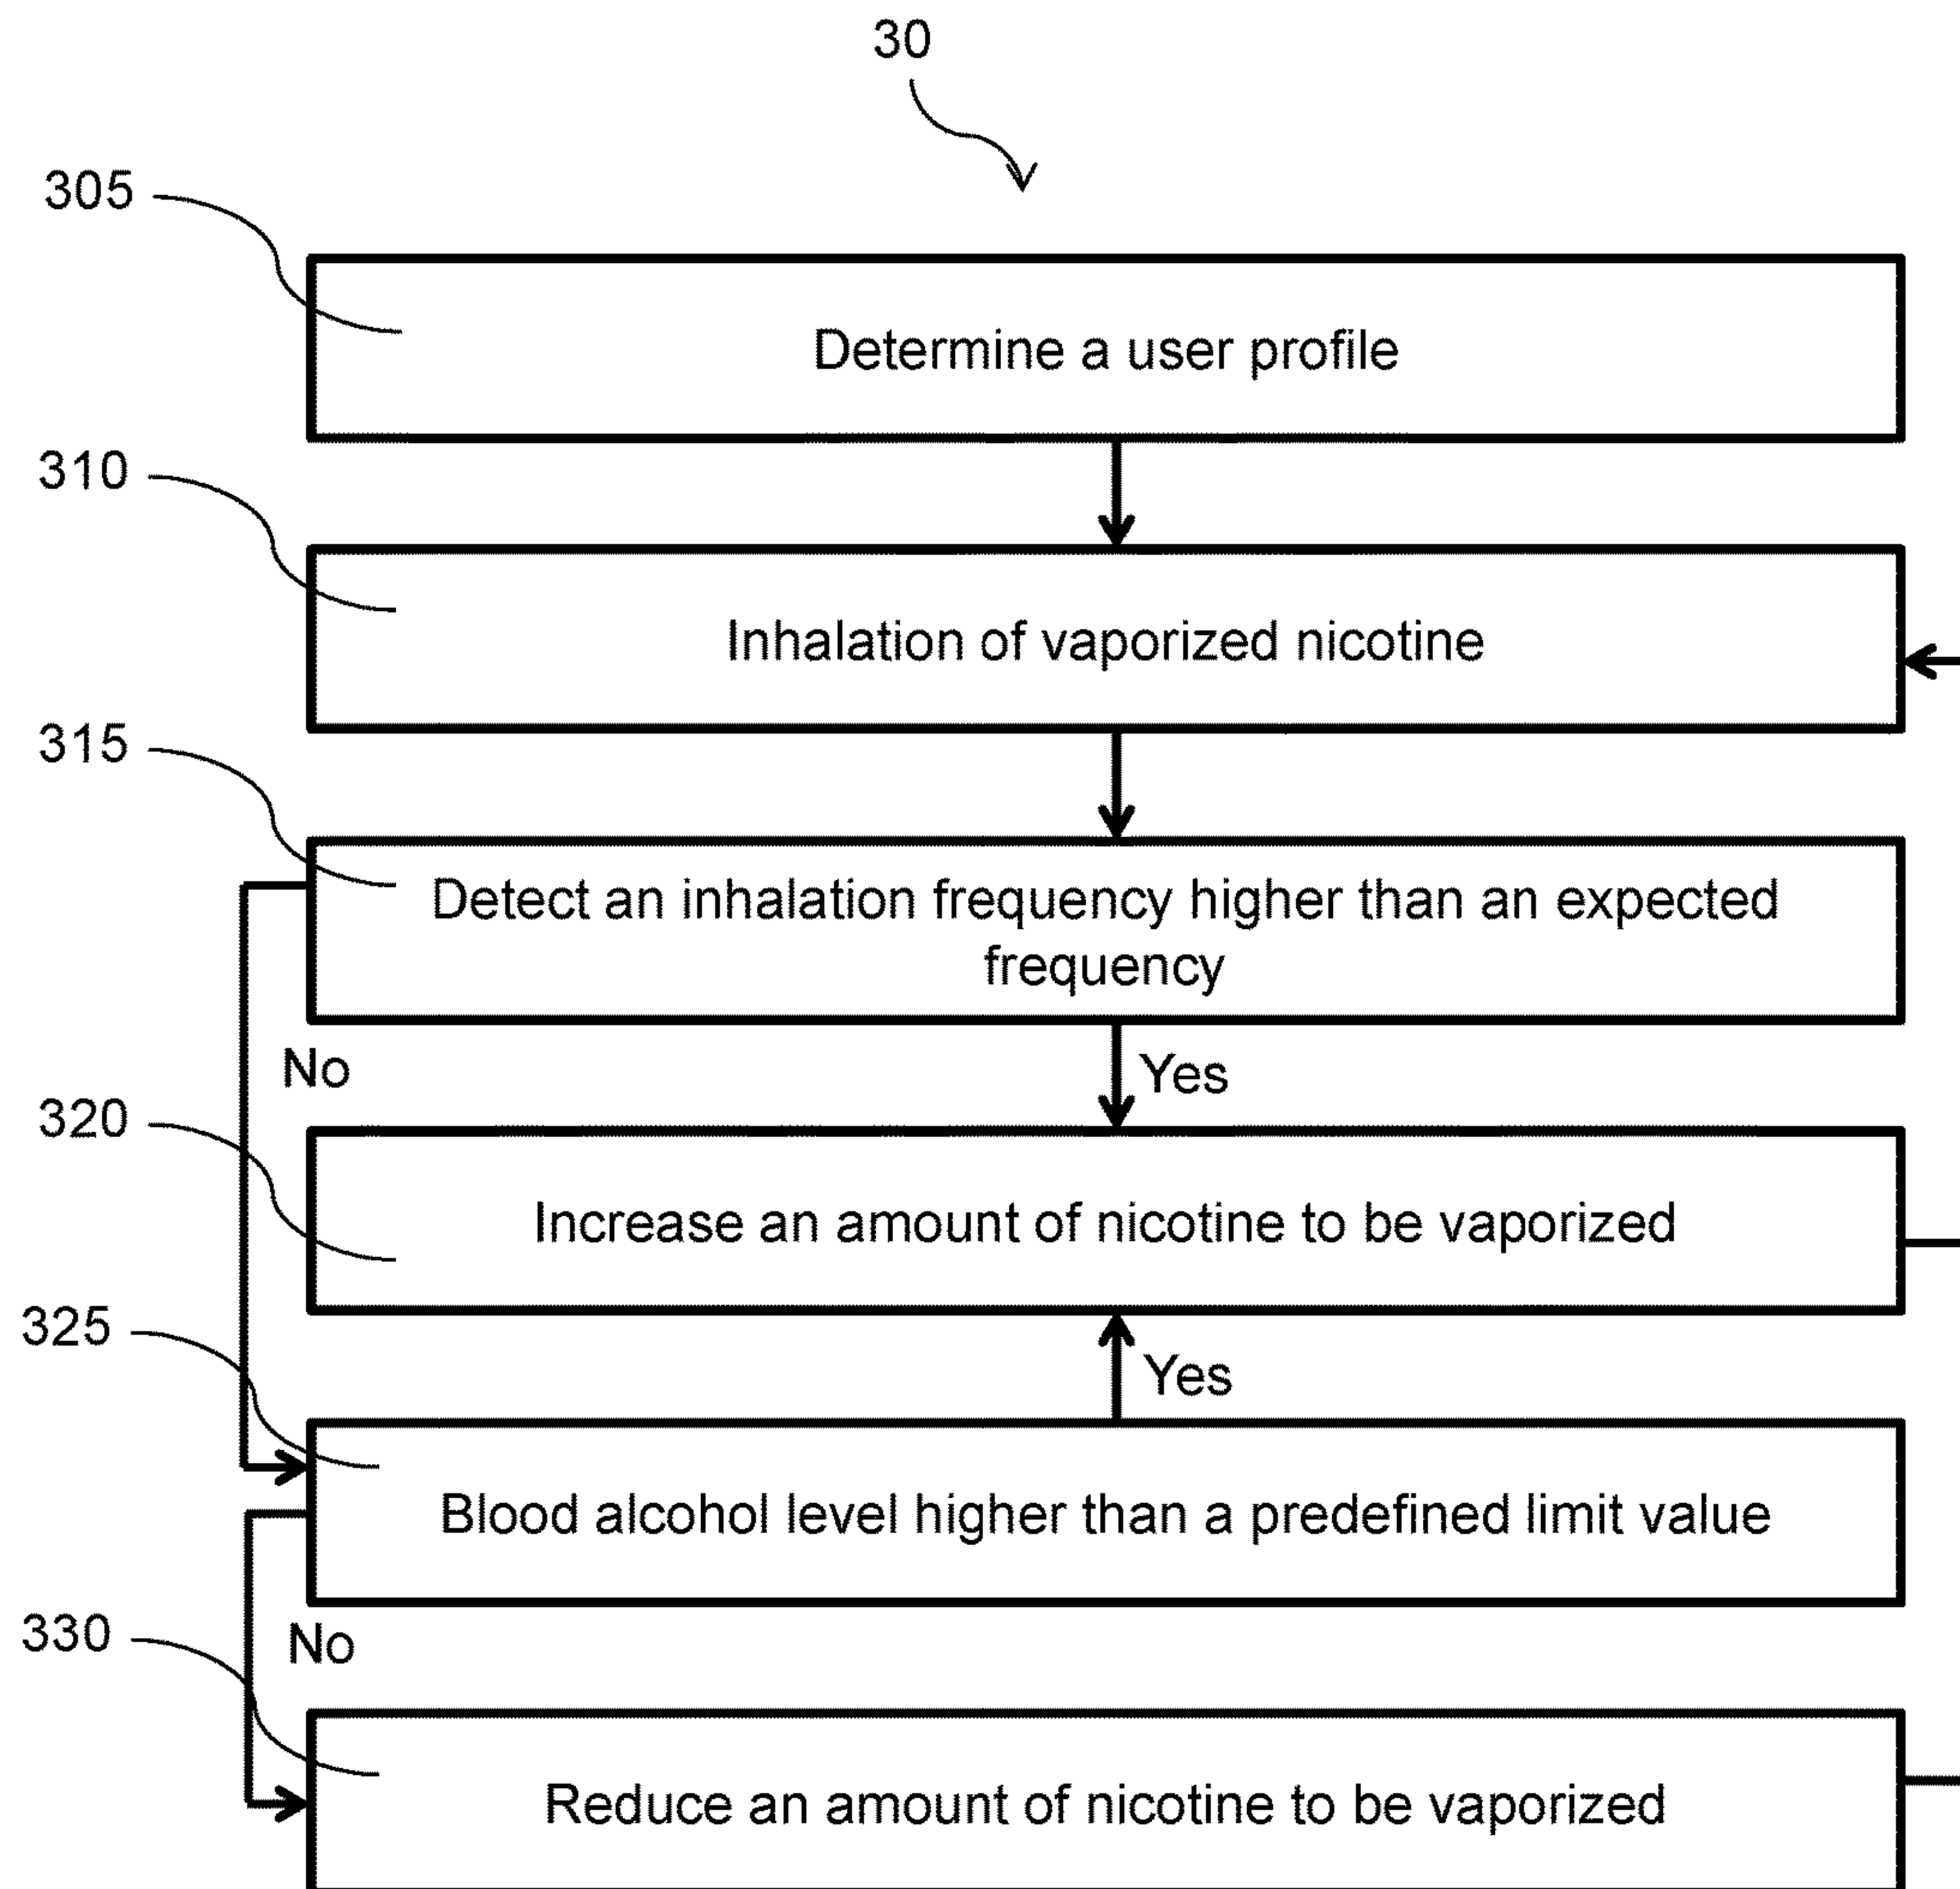 30
305
Determine a user profile
310
Inhalation of vaporized nicotine
315
Detect an inhalation frequency higher than an expected
frequency
No
Yes
320
Increase an amount of nicotine to be vaporized
325
Yes
Blood alcohol level higher than a predefined limit value
330
No
Reduce an amount of nicotine to be vaporized